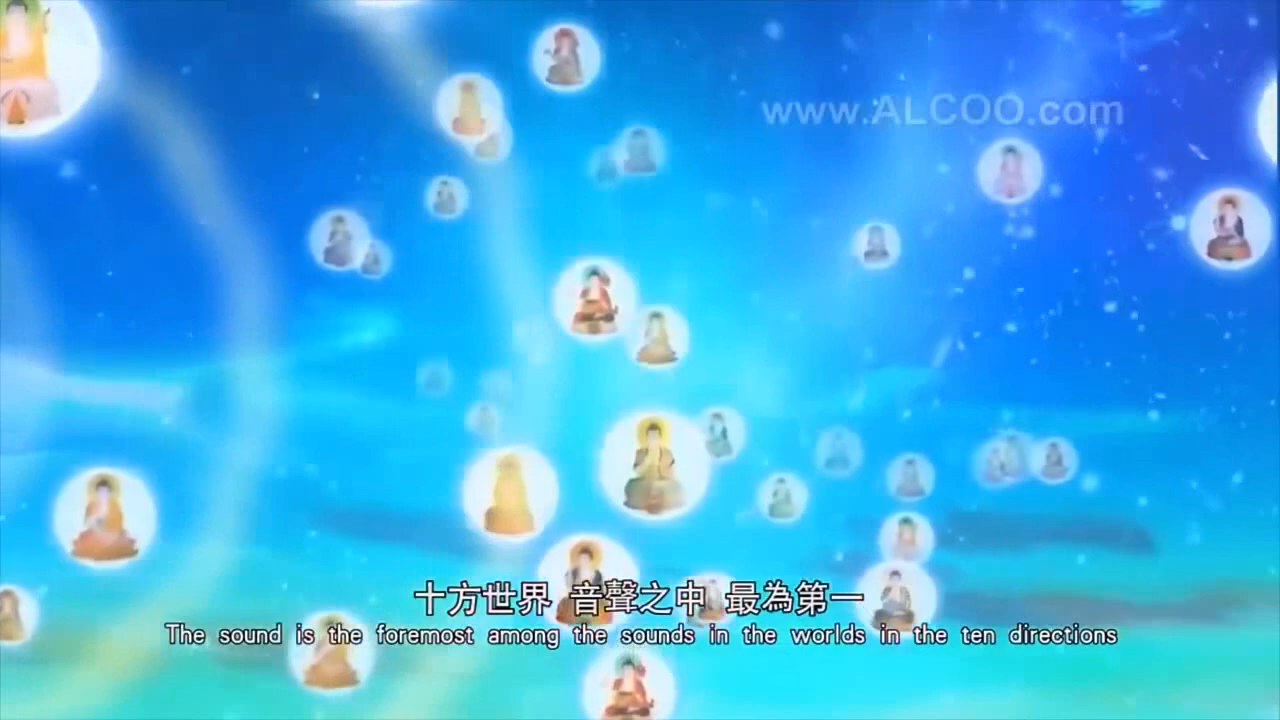 www.ALCOO.com
十方世界 音聲之中 最為第一
The sound is the foremost among the sounds in the worlds in the ten directions